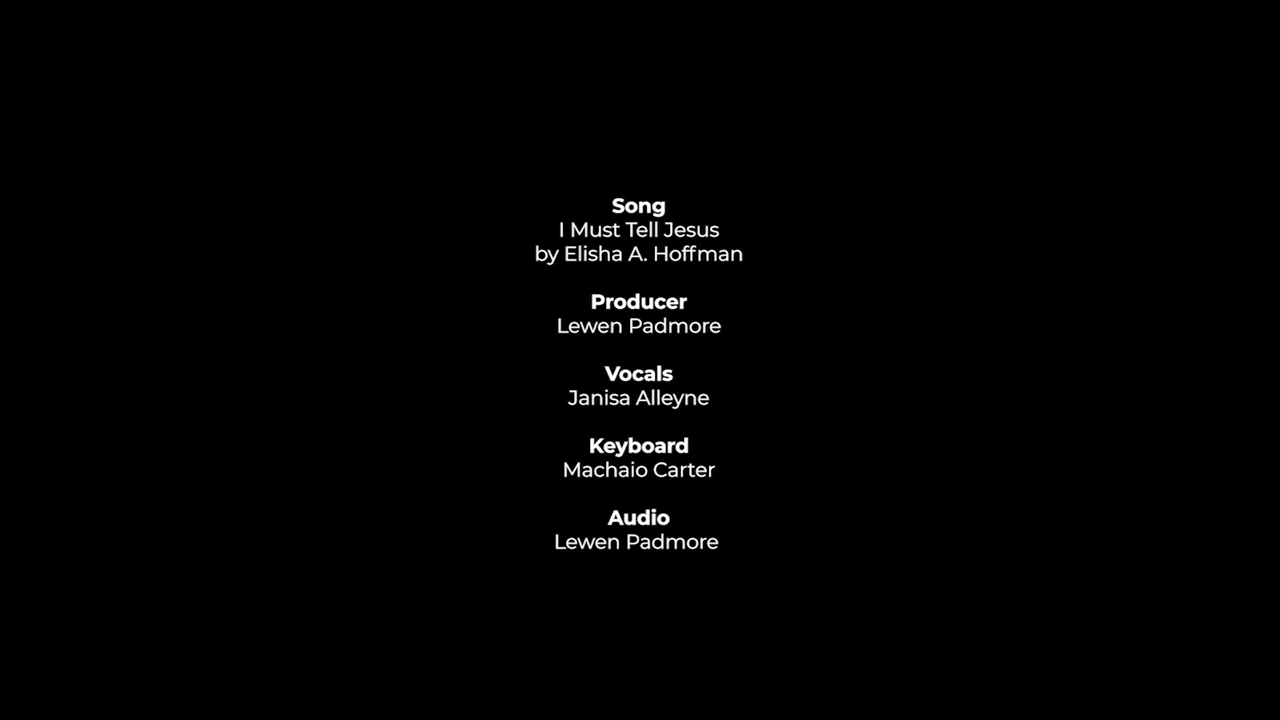 Song
I Must Tell Jesus
by Elisha A. Hoffman
Producer
Lewen Padmore
Vocals
Janisa Alleyne
Keyboard
Machaio Carter
Audio
Lewen Padmore